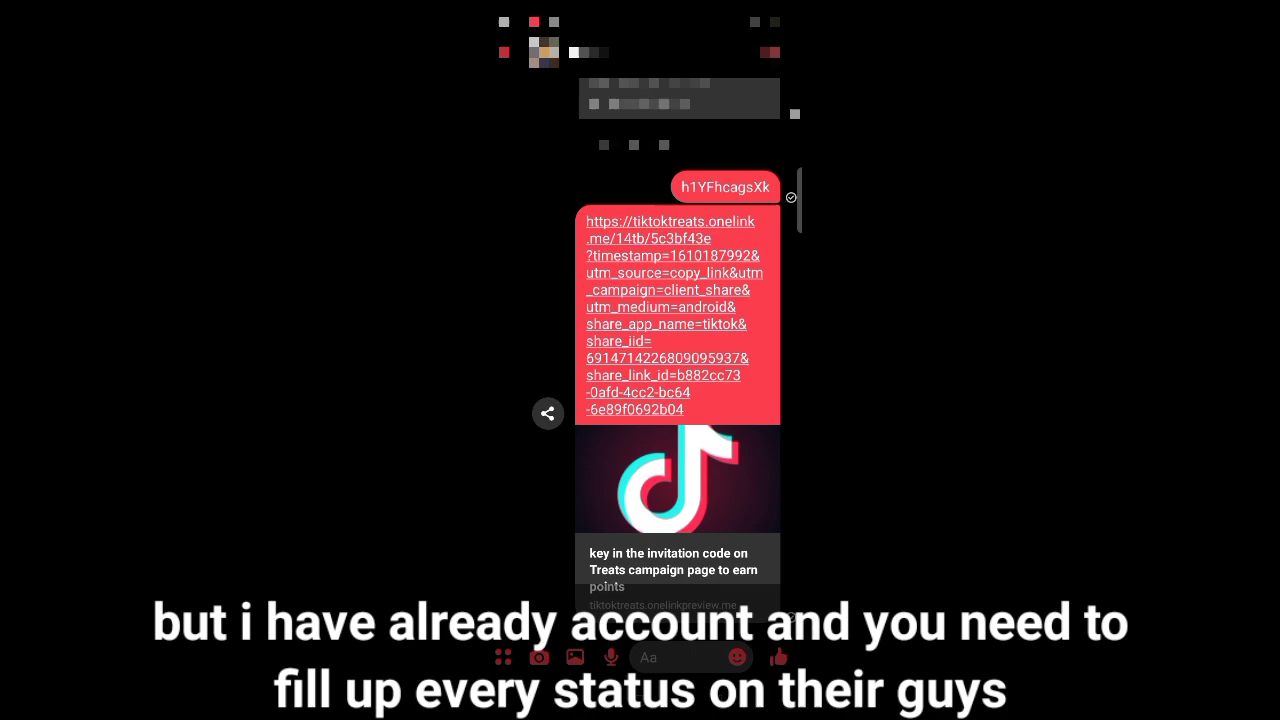 h1YFhcagsXk
https://tiktoktreats.onelink
.me/14tb/5c3bf43e
?timestamp=1610187992&
utm_source=copy_link&utm
_campaign=client_share&
utm_medium=android&
share_app_name=tiktok&
share_iid=
6914714226809095937&
share_link_id=b882cc73
-0afd-4cc2-bc64
-6e89f0692b04
key in the invitation code on
Treats campaign page to earn
points
tiktoktreats.onelinkpreview.me
but i have already account and you need to
Aa
fill up every status on their guys